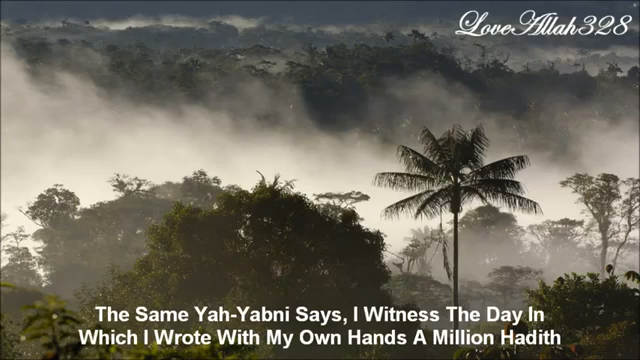 LoveAllah328
The Same Yah-Yabni Says, I Witness The Day In
Which I Wrote With My Own Hands A Million Hadith